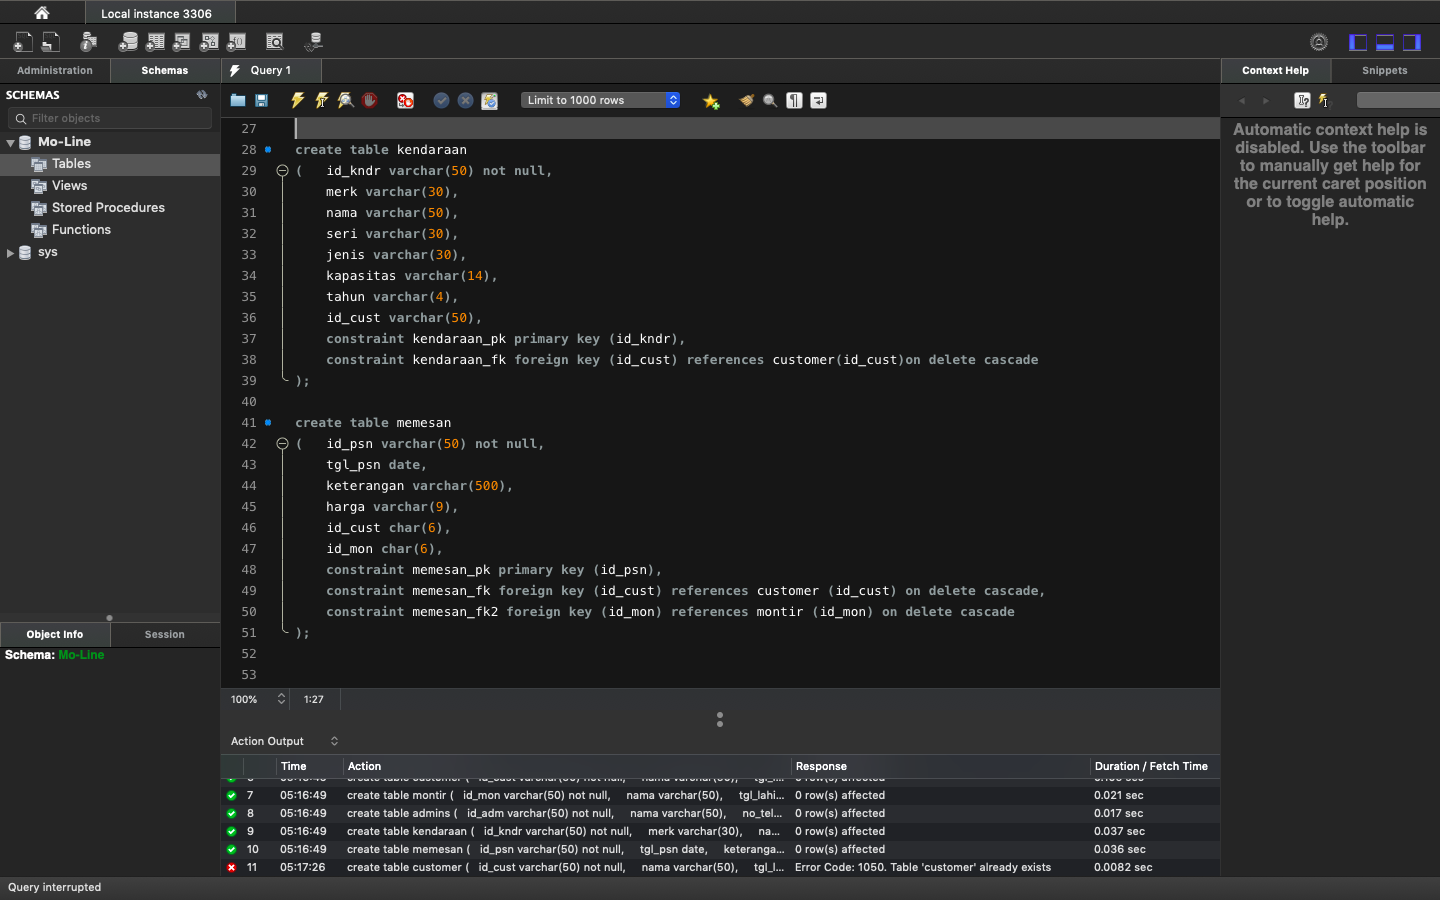 Local instance 3306
Administration
Schemas
Query 1
Context Help
Snippets
SCHEMAS
Filter objects
Limit to 1000 rows
Mo-Line
Tables
Views
Stored Procedures
Functions
sys
27
28 create table kendaraan
29 ( id_kndr varchar(50) not null,
30 merk varchar(30),
31 nama varchar(50),
32 seri varchar(30),
33 jenis varchar(30),
34 kapasitas varchar(14),
35 tahun varchar(4),
36 id_cust varchar(50),
37 constraint kendaraan_pk primary key (id_kndr),
38 constraint kendaraan_fk foreign key (id_cust) references customer(id_cust)on delete cascade
39 );
40
41 create table memesan
42 ( id_psn varchar(50) not null,
43 tgl_psn date,
44 keterangan varchar(500),
45 harga varchar(9),
46 id_cust char(6),
47 id_mon char(6),
48 constraint memesan_pk primary key (id_psn),
49 constraint memesan_fk foreign key (id_cust) references customer (id_cust) on delete cascade,
50 constraint memesan_fk2 foreign key (id_mon) references montir (id_mon) on delete cascade
51 );
52
53
Automatic context help is
disabled. Use the toolbar
to manually get help for
the current caret position
or to toggle automatic
help.
Object Info
Session
Schema: Mo-Line
100%
1:27
Action Output
Time Action Response Duration / Fetch Time
7 05:16:49 create table montir ( id_mon varchar(50) not null, nama varchar(50), tgl_lahi... 0 row(s) affected 0.021 sec
8 05:16:49 create table admins ( id_adm varchar(50) not null, nama varchar(50), no_tel... 0 row(s) affected 0.017 sec
9 05:16:49 create table kendaraan ( id_kndr varchar(50) not null, merk varchar(30), na... 0 row(s) affected 0.037 sec
10 05:16:49 create table memesan ( id_psn varchar(50) not null, tgl_psn date, keteranga... 0 row(s) affected 0.036 sec
11 05:17:26 create table customer ( id_cust varchar(50) not null, nama varchar(50), tgl_l... Error Code: 1050. Table 'customer' already exists 0.0082 sec
Query interrupted